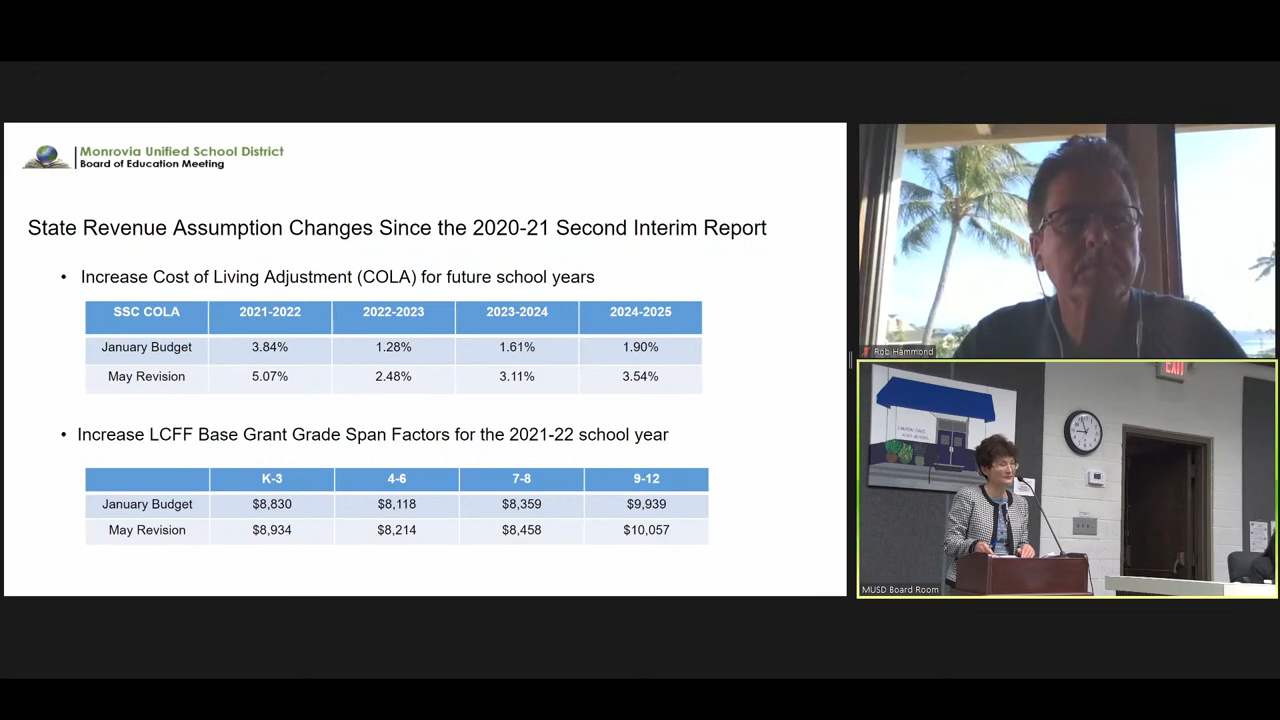 Monrovia Unified School District
Board of Education Meeting
State Revenue Assumption Changes Since the 2020-21 Second Interim Report
• Increase Cost of Living Adjustment (COLA) for future school years
SSC COLA 2021-2022 2022-2023 2023-2024 2024-2025
January Budget 3.84% 1.28% 1.61% 1.90%
May Revision 5.07% 2.48% 3.11% 3.54%
• Increase LCFF Base Grant Grade Span Factors for the 2021-22 school year
K-3 4-6 7-8 9-12
January Budget $8,830 $8,118 $8,359 $9,939
May Revision $8,934 $8,214 $8,458 $10,057
Rob Hammond
EXIT
MUSD Board Room